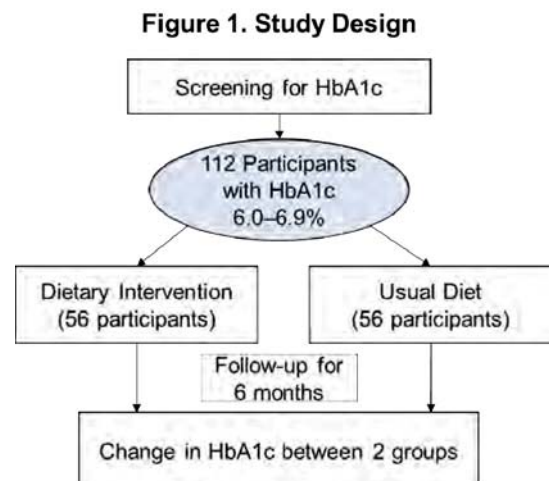 Figure 1. Study Design
Screening for HbA1c
112 Participants
with HbA1c
6.0–6.9%
Dietary Intervention
(56 participants)
Usual Diet
(56 participants)
Follow-up for
6 months
Change in HbA1c between 2 groups